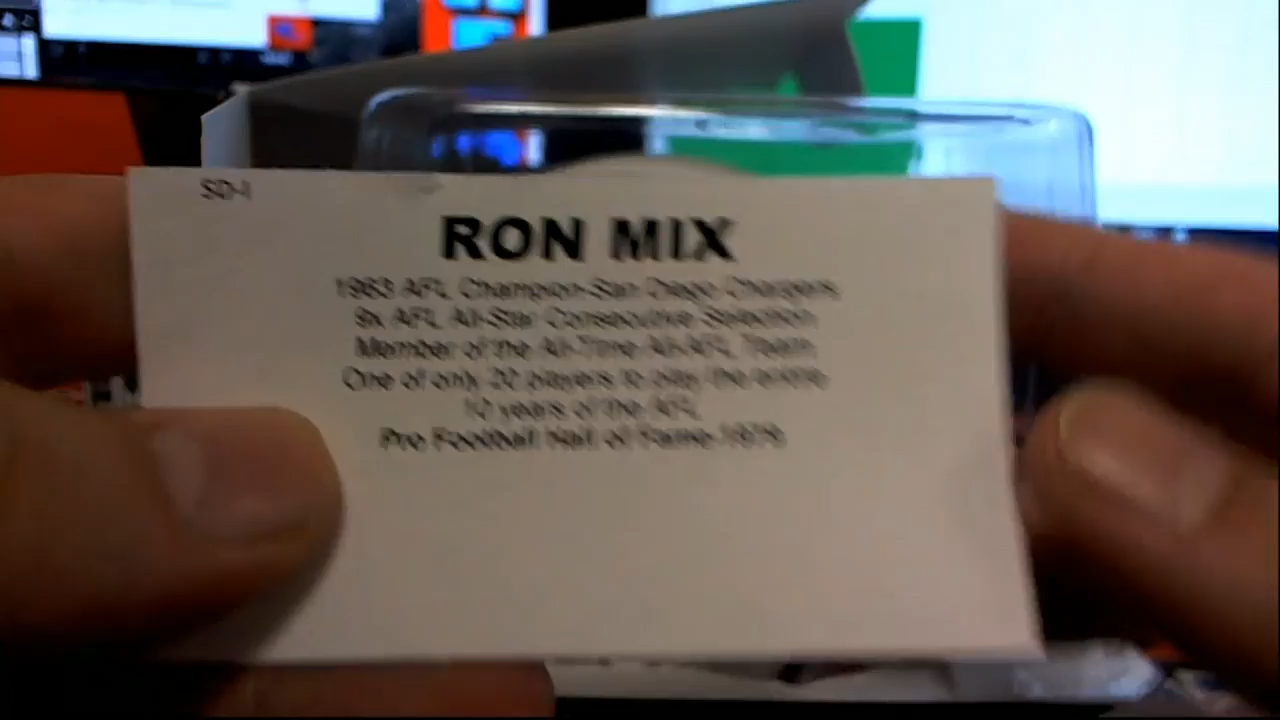 SD-I
RON MIX
1963 AFL Champion-San Diego Chargers
9x AFL All-Star Consecutive Selection
Member of the All-Time All-AFL Team
One of only 20 players to play the entire
10 years of the AFL
Pro Football Hall of Fame-1979